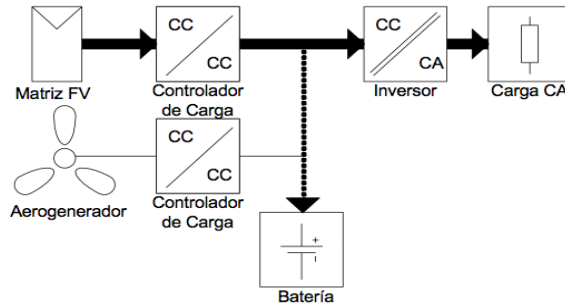 CC
CC
CC
CA
Matriz FV
Controlador
de Carga
Inversor
Carga CA
CC
CC
Aerogenerador
Controlador
de Carga
+
-
Batería